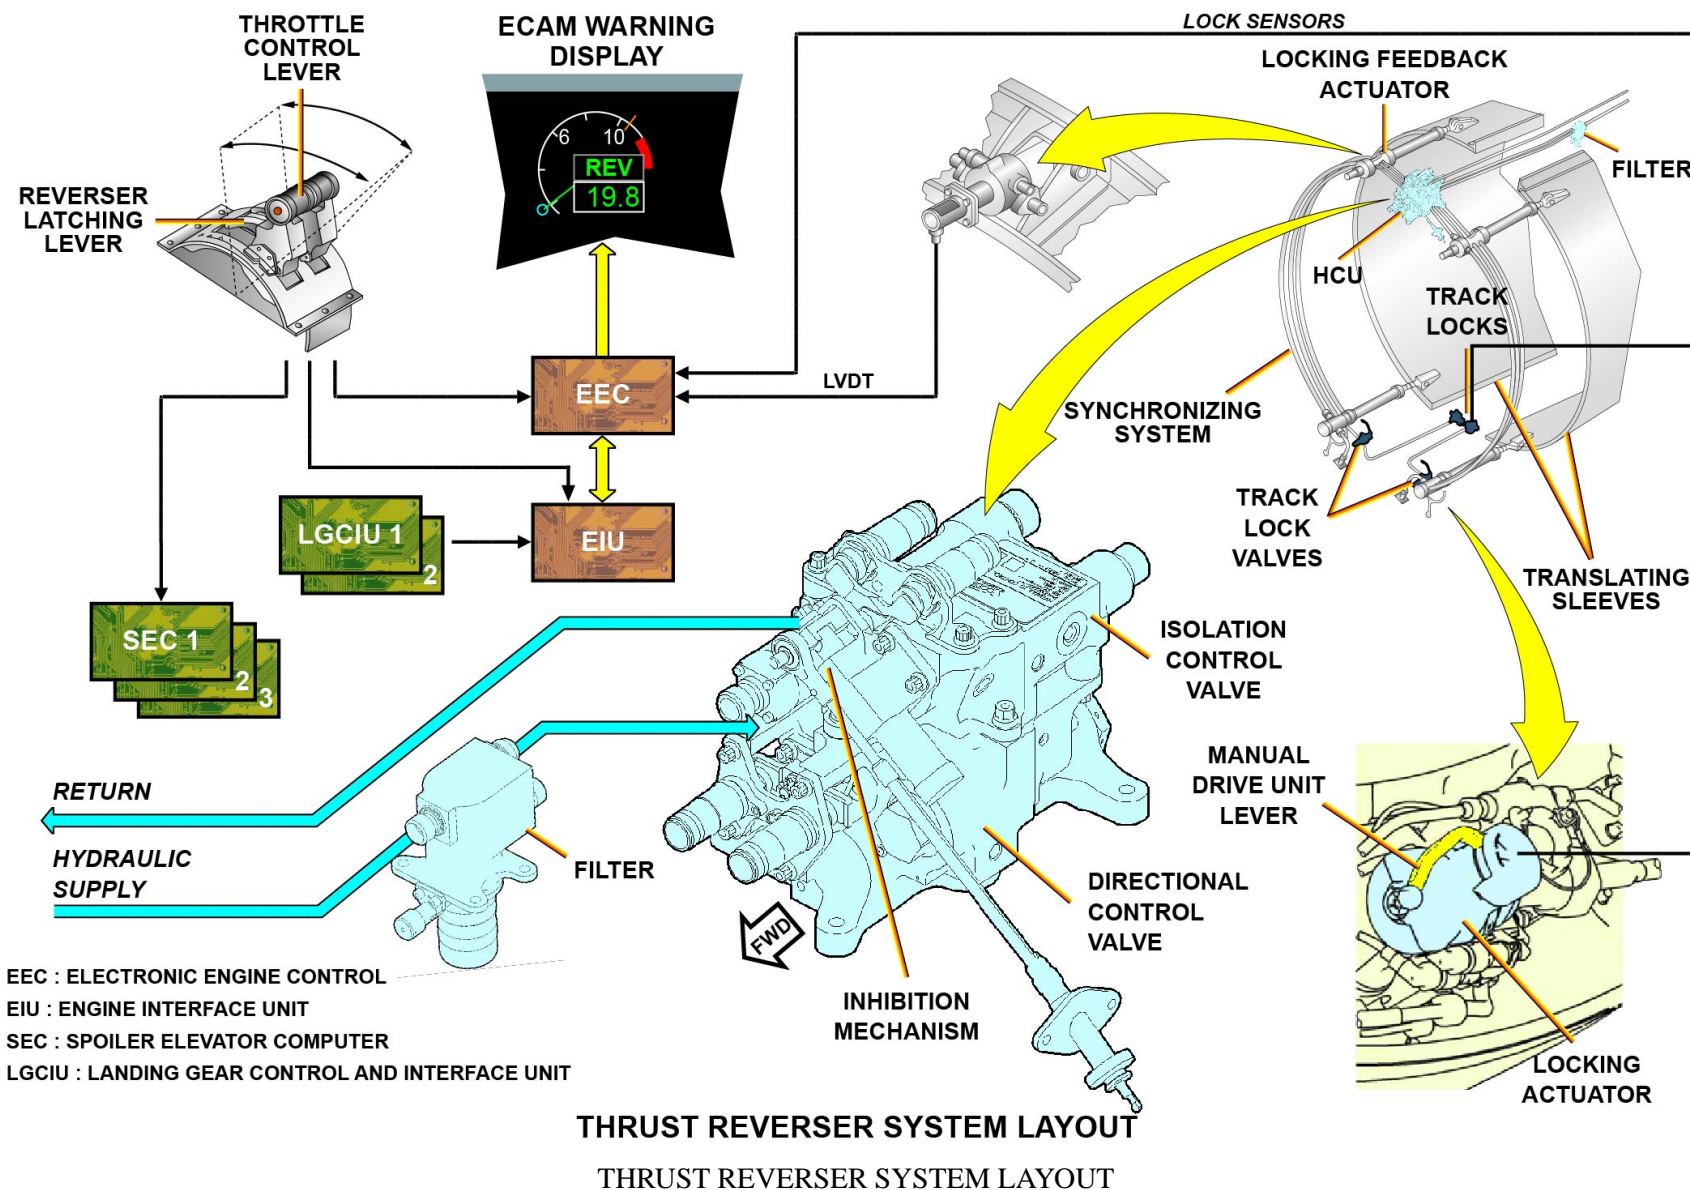 THROTTLE
CONTROL
LEVER
ECAM WARNING
DISPLAY
LOCK SENSORS
LOCKING FEEDBACK
ACTUATOR
6
10
REV
19.8
FILTER
REVERSER
LATCHING
LEVER
HCU
TRACK
LOCKS
EEC
LVDT
SYNCHRONIZING
SYSTEM
LGCIU 1
2
EIU
TRACK
LOCK
VALVES
TRANSLATING
SLEEVES
SEC 1
2
3
ISOLATION
CONTROL
VALVE
MANUAL
DRIVE UNIT
LEVER
RETURN
HYDRAULIC
SUPPLY
FILTER
DIRECTIONAL
CONTROL
VALVE
FWD
INHIBITION
MECHANISM
LOCKING
ACTUATOR
EEC : ELECTRONIC ENGINE CONTROL
EIU : ENGINE INTERFACE UNIT
SEC : SPOILER ELEVATOR COMPUTER
LGCIU : LANDING GEAR CONTROL AND INTERFACE UNIT
THRUST REVERSER SYSTEM LAYOUT
THRUST REVERSER SYSTEM LAYOUT